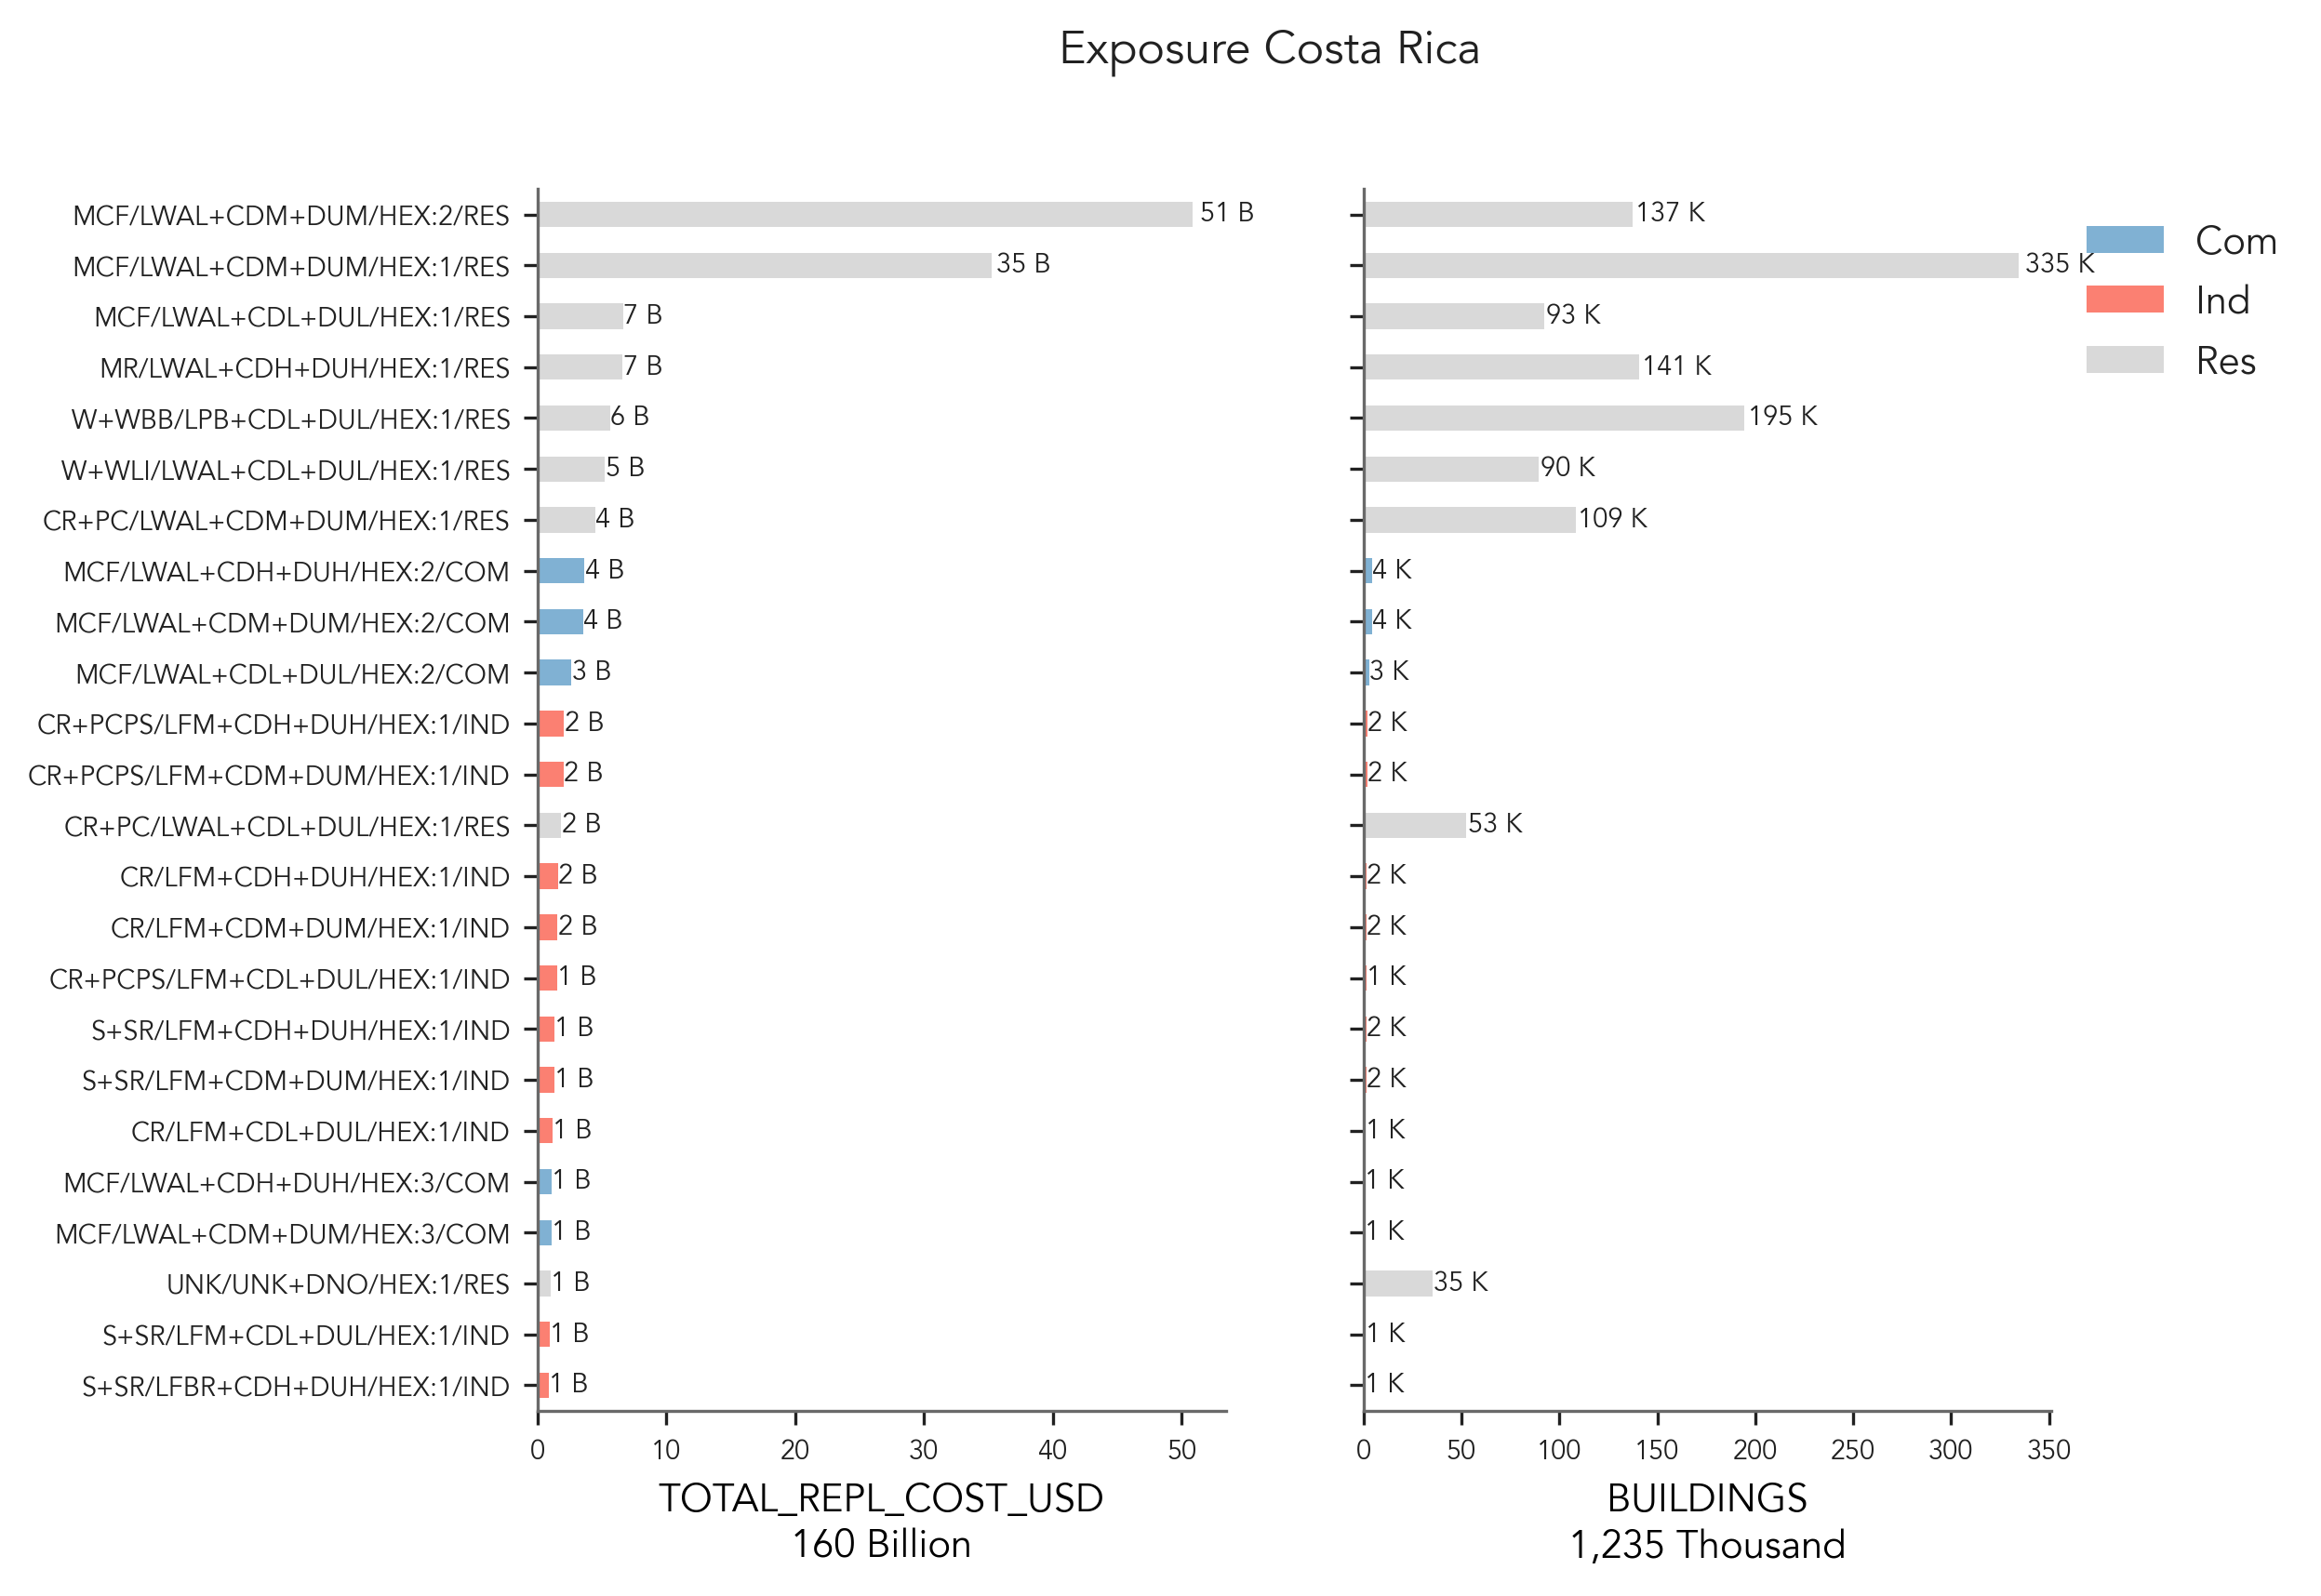 Exposure Costa Rica
MCF/LWAL+CDM+DUM/HEX:2/RES 51 B 137 K
MCF/LWAL+CDM+DUM/HEX:1/RES 35 B 335 K
MCF/LWAL+CDL+DUL/HEX:1/RES 7 B 93 K
MR/LWAL+CDH+DUH/HEX:1/RES 7 B 141 K
W+WBB/LPB+CDL+DUL/HEX:1/RES 6 B 195 K
W+WLI/LWAL+CDL+DUL/HEX:1/RES 5 B 90 K
CR+PC/LWAL+CDM+DUM/HEX:1/RES 4 B 109 K
MCF/LWAL+CDH+DUH/HEX:2/COM 4 B 4 K
MCF/LWAL+CDM+DUM/HEX:2/COM 4 B 4 K
MCF/LWAL+CDL+DUL/HEX:2/COM 3 B 3 K
CR+PCPS/LFM+CDH+DUH/HEX:1/IND 2 B 2 K
CR+PCPS/LFM+CDM+DUM/HEX:1/IND 2 B 2 K
CR+PC/LWAL+CDL+DUL/HEX:1/RES 2 B 53 K
CR/LFM+CDH+DUH/HEX:1/IND 2 B 2 K
CR/LFM+CDM+DUM/HEX:1/IND 2 B 2 K
CR+PCPS/LFM+CDL+DUL/HEX:1/IND 1 B 1 K
S+SR/LFM+CDH+DUH/HEX:1/IND 1 B 2 K
S+SR/LFM+CDM+DUM/HEX:1/IND 1 B 2 K
CR/LFM+CDL+DUL/HEX:1/IND 1 B 1 K
MCF/LWAL+CDH+DUH/HEX:3/COM 1 B 1 K
MCF/LWAL+CDM+DUM/HEX:3/COM 1 B 1 K
UNK/UNK+DNO/HEX:1/RES 1 B 35 K
S+SR/LFM+CDL+DUL/HEX:1/IND 1 B 1 K
S+SR/LFBR+CDH+DUH/HEX:1/IND 1 B 1 K
0 10 20 30 40 50
TOTAL_REPL_COST_USD
160 Billion
0 50 100 150 200 250 300 350
BUILDINGS
1,235 Thousand
Com
Ind
Res